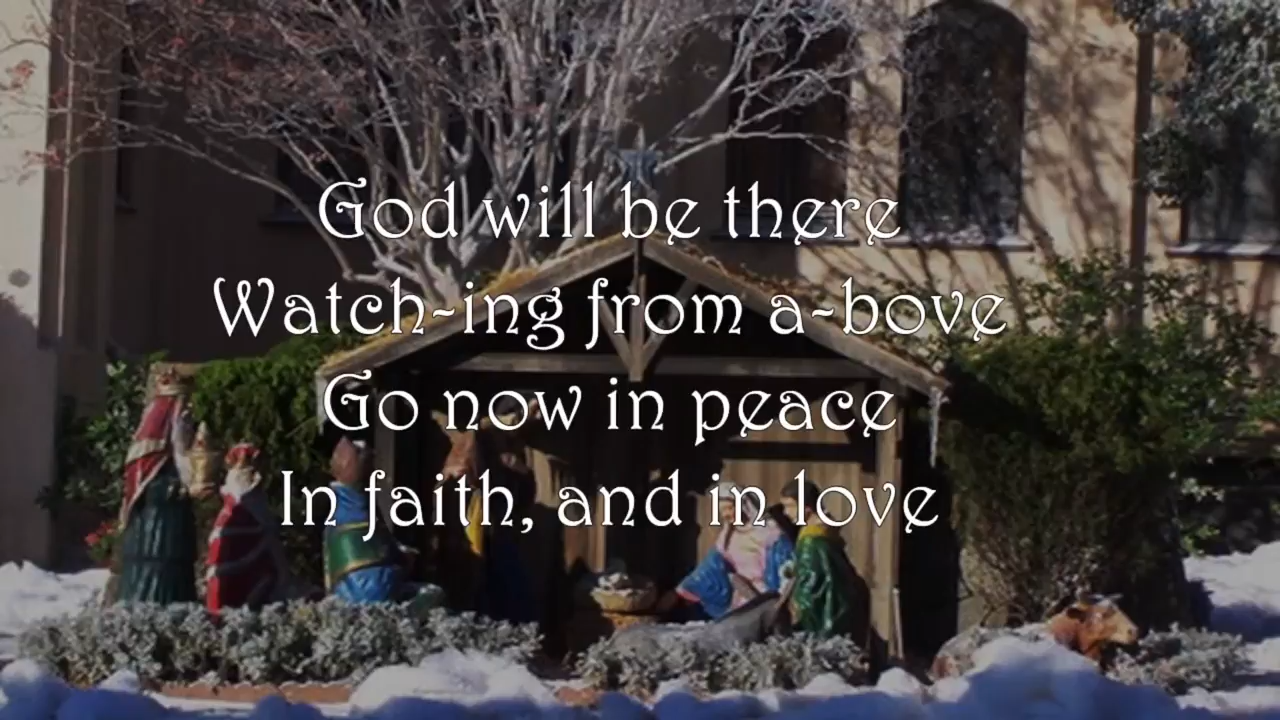 God will be there
Watch-ing from a-bove
Go now in peace
In faith, and in love